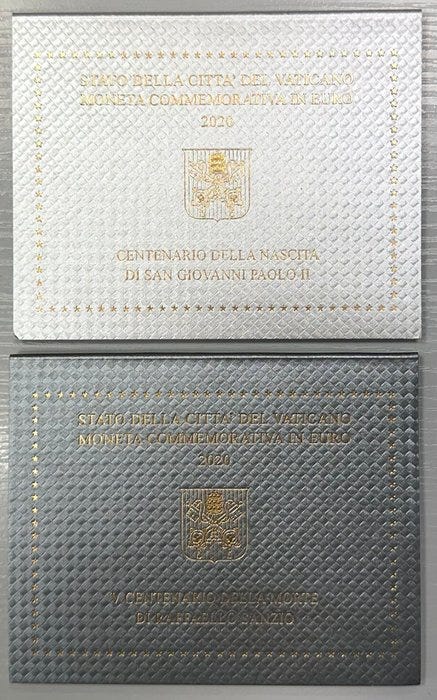 STATO DELLA CITTA' DEL VATICANO
MONETA COMMEMORATIVA IN EURO
2020
CENTENARIO DELLA NASCITA
DI SAN GIOVANNI PAOLO II
STATO DELLA CITTA' DEL VATICANO
MONETA COMMEMORATIVA IN EURO
2020
V CENTENARIO DELLA MORTE
DI RAFFAELLO SANZIO